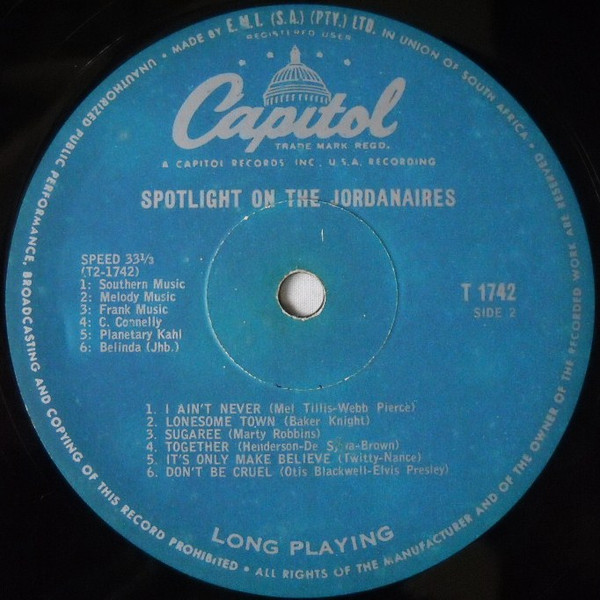 MADE BY E.M.I. (S.A.) (PTY.) LTD. IN UNION OF SOUTH AFRICA.
REGISTERED USER
Capitol
TRADE MARK REGD.
A CAPITOL RECORDS INC., U.S.A. RECORDING
SPOTLIGHT ON THE JORDANAIRES
SPEED 33⅓
(T2-1742)
1: Southern Music
2: Melody Music
3: Frank Music
4: C. Connelly
5: Planetary Kahl
6: Belinda (Jhb.)
T 1742
SIDE 2
1. I AIN'T NEVER (Mel Tillis-Webb Pierce)
2. LONESOME TOWN (Baker Knight)
3. SUGAREE (Marty Robbins)
4. TOGETHER (Henderson-De -Brown)
5. IT'S ONLY MAKE BELIEVE (Twitty-Nance)
6. DON'T BE CRUEL (Otis Blackwell-Elvis Presley)
LONG PLAYING
UNAUTHORIZED PUBLIC PERFORMANCE, BROADCASTING AND COPYING OF THIS RECORD PROHIBITED • ALL RIGHTS OF THE MANUFACTURER AND OF THE OWNER OF THE RECORDED WORK ARE RESERVED